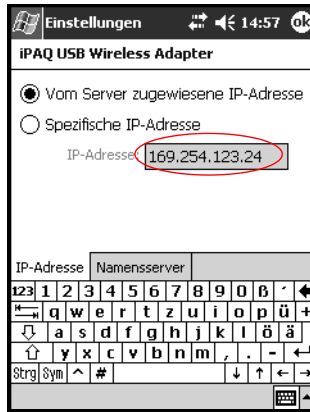 Einstellungen 14:57 ok
iPAQ USB Wireless Adapter
Vom Server zugewiesene IP-Adresse
Spezifische IP-Adresse
IP-Adresse: 169.254.123.24
IP-Adresse Namensserver
123 1 2 3 4 5 6 7 8 9 0 ß ´
q w e r t z u i o p ü +
a s d f g h j k l ö ä
y x c v b n m , . -
Strg Sym ^ #